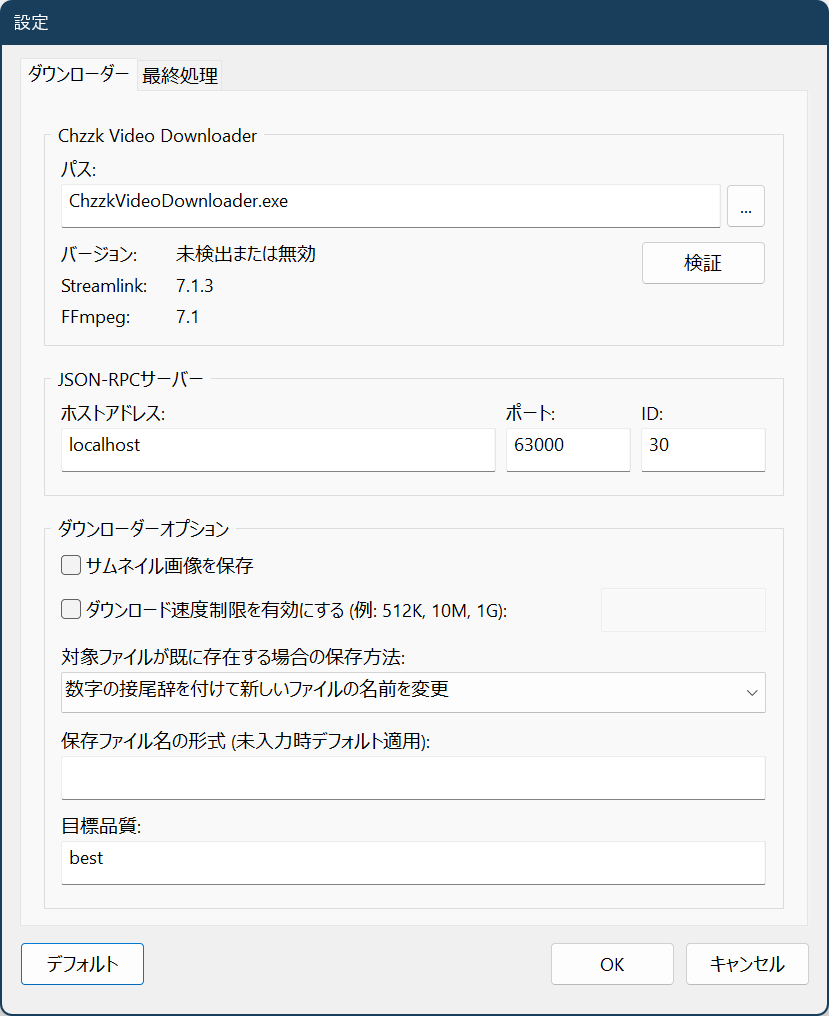 設定
ダウンローダー 最終処理
Chzzk Video Downloader
パス:
ChzzkVideoDownloader.exe ...
バージョン: 未検出または無効 検証
Streamlink: 7.1.3
FFmpeg: 7.1
JSON-RPCサーバー
ホストアドレス: ポート: ID:
localhost 63000 30
ダウンローダーオプション
サムネイル画像を保存
ダウンロード速度制限を有効にする (例: 512K, 10M, 1G):
対象ファイルが既に存在する場合の保存方法:
数字の接尾辞を付けて新しいファイルの名前を変更
保存ファイル名の形式 (未入力時デフォルト適用):
目標品質:
best
デフォルト OK キャンセル